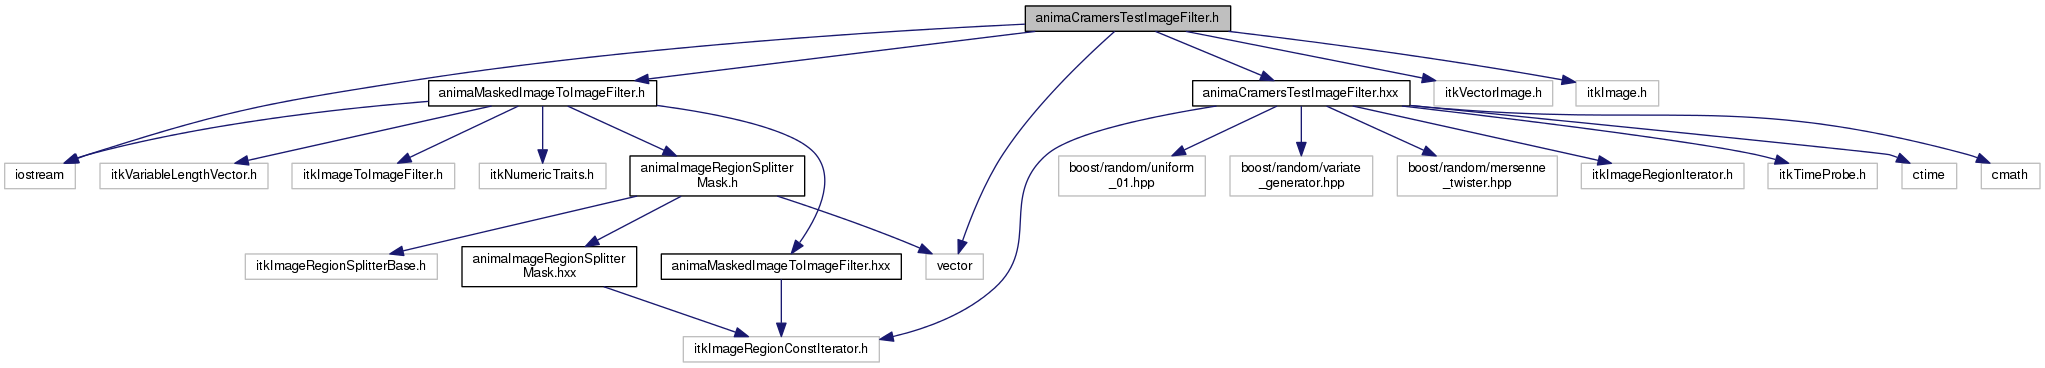 animaCramersTestImageFilter.h
animaMaskedImageToImageFilter.h
animaCramersTestImageFilter.hxx
itkVectorImage.h
itkImage.h
iostream
itkVariableLengthVector.h
itkImageToImageFilter.h
itkNumericTraits.h
animaImageRegionSplitter
Mask.h
boost/random/uniform
_01.hpp
boost/random/variate
_generator.hpp
boost/random/mersenne
_twister.hpp
itkImageRegionIterator.h
itkTimeProbe.h
ctime
cmath
itkImageRegionSplitterBase.h
animaImageRegionSplitter
Mask.hxx
animaMaskedImageToImageFilter.hxx
vector
itkImageRegionConstIterator.h